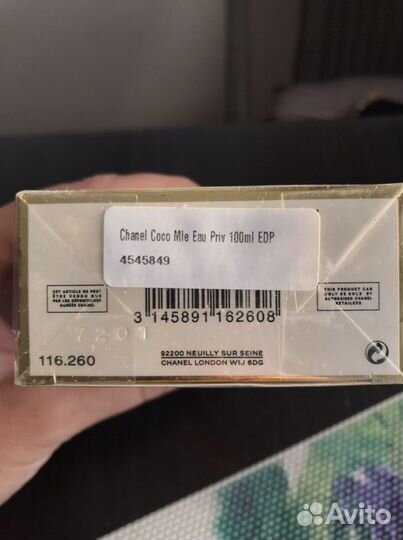 Chanel Coco Mle Eau Priv 100ml EDP
4545849
CET ARTICLE NE PEUT
ÊTRE VENDU QUE
PAR LES DÉPOSITAIRES
AGRÉÉS CHANEL
THIS PRODUCT CAN
ONLY BE SOLD BY
AUTHORISED CHANEL
RETAILERS
3 145891 162608
7201
116.260
92200 NEUILLY SUR SEINE
CHANEL LONDON W1J 6DG
Avito